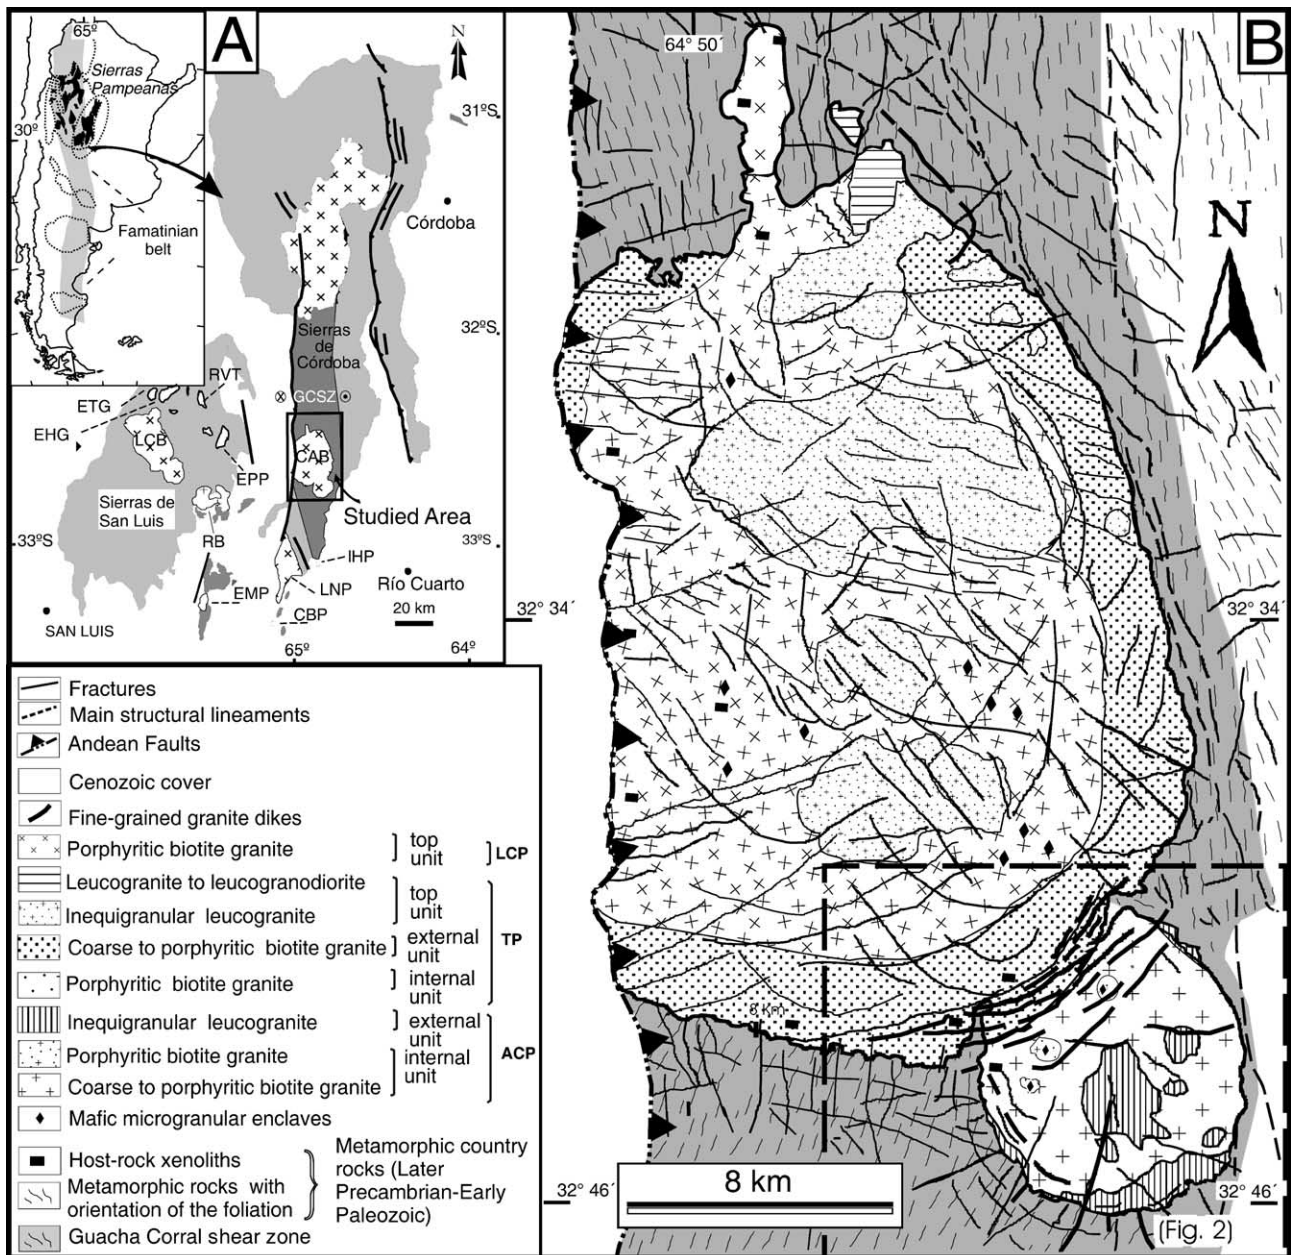 65º
A
Sierras
Pampeanas
30º
Famatinian
belt
N
31ºS
Córdoba
32ºS
Sierras
de
Córdoba
RVT
ETG
GCSZ
EHG
LCB
CAB
EPP
Sierras de
San Luis
Studied Area
33ºS
33ºS
RB
IHP
LNP
Río Cuarto
EMP
CBP
20 km
SAN LUIS
65º
64º
Fractures
Main structural lineaments
Andean Faults
Cenozoic cover
Fine-grained granite dikes
Porphyritic biotite granite
top
unit
LCP
Leucogranite to leucogranodiorite
top
unit
Inequigranular leucogranite
TP
Coarse to porphyritic biotite granite
external
unit
Porphyritic biotite granite
internal
unit
Inequigranular leucogranite
external
unit
ACP
Porphyritic biotite granite
internal
unit
Coarse to porphyritic biotite granite
Mafic microgranular enclaves
Host-rock xenoliths
Metamorphic rocks with
orientation of the foliation
Metamorphic country
rocks (Later
Precambrian-Early
Paleozoic)
Guacha Corral shear zone
64° 50´
B
N
32° 34´
32° 34´
8 Km
32° 46´
8 km
32° 46´
(Fig. 2)